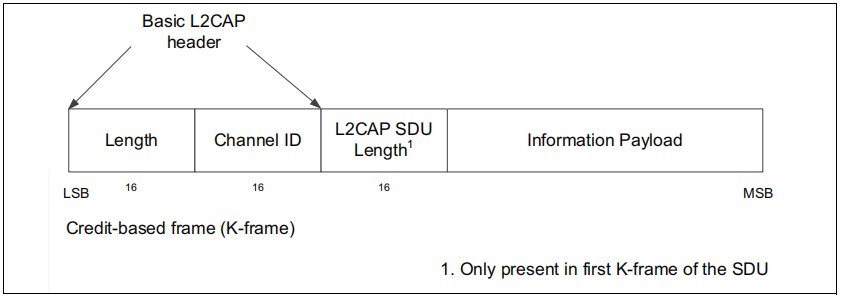 Basic L2CAP
header
Length
Channel ID
L2CAP SDU
Length1
Information Payload
LSB
16
16
16
MSB
Credit-based frame (K-frame)
1. Only present in first K-frame of the SDU